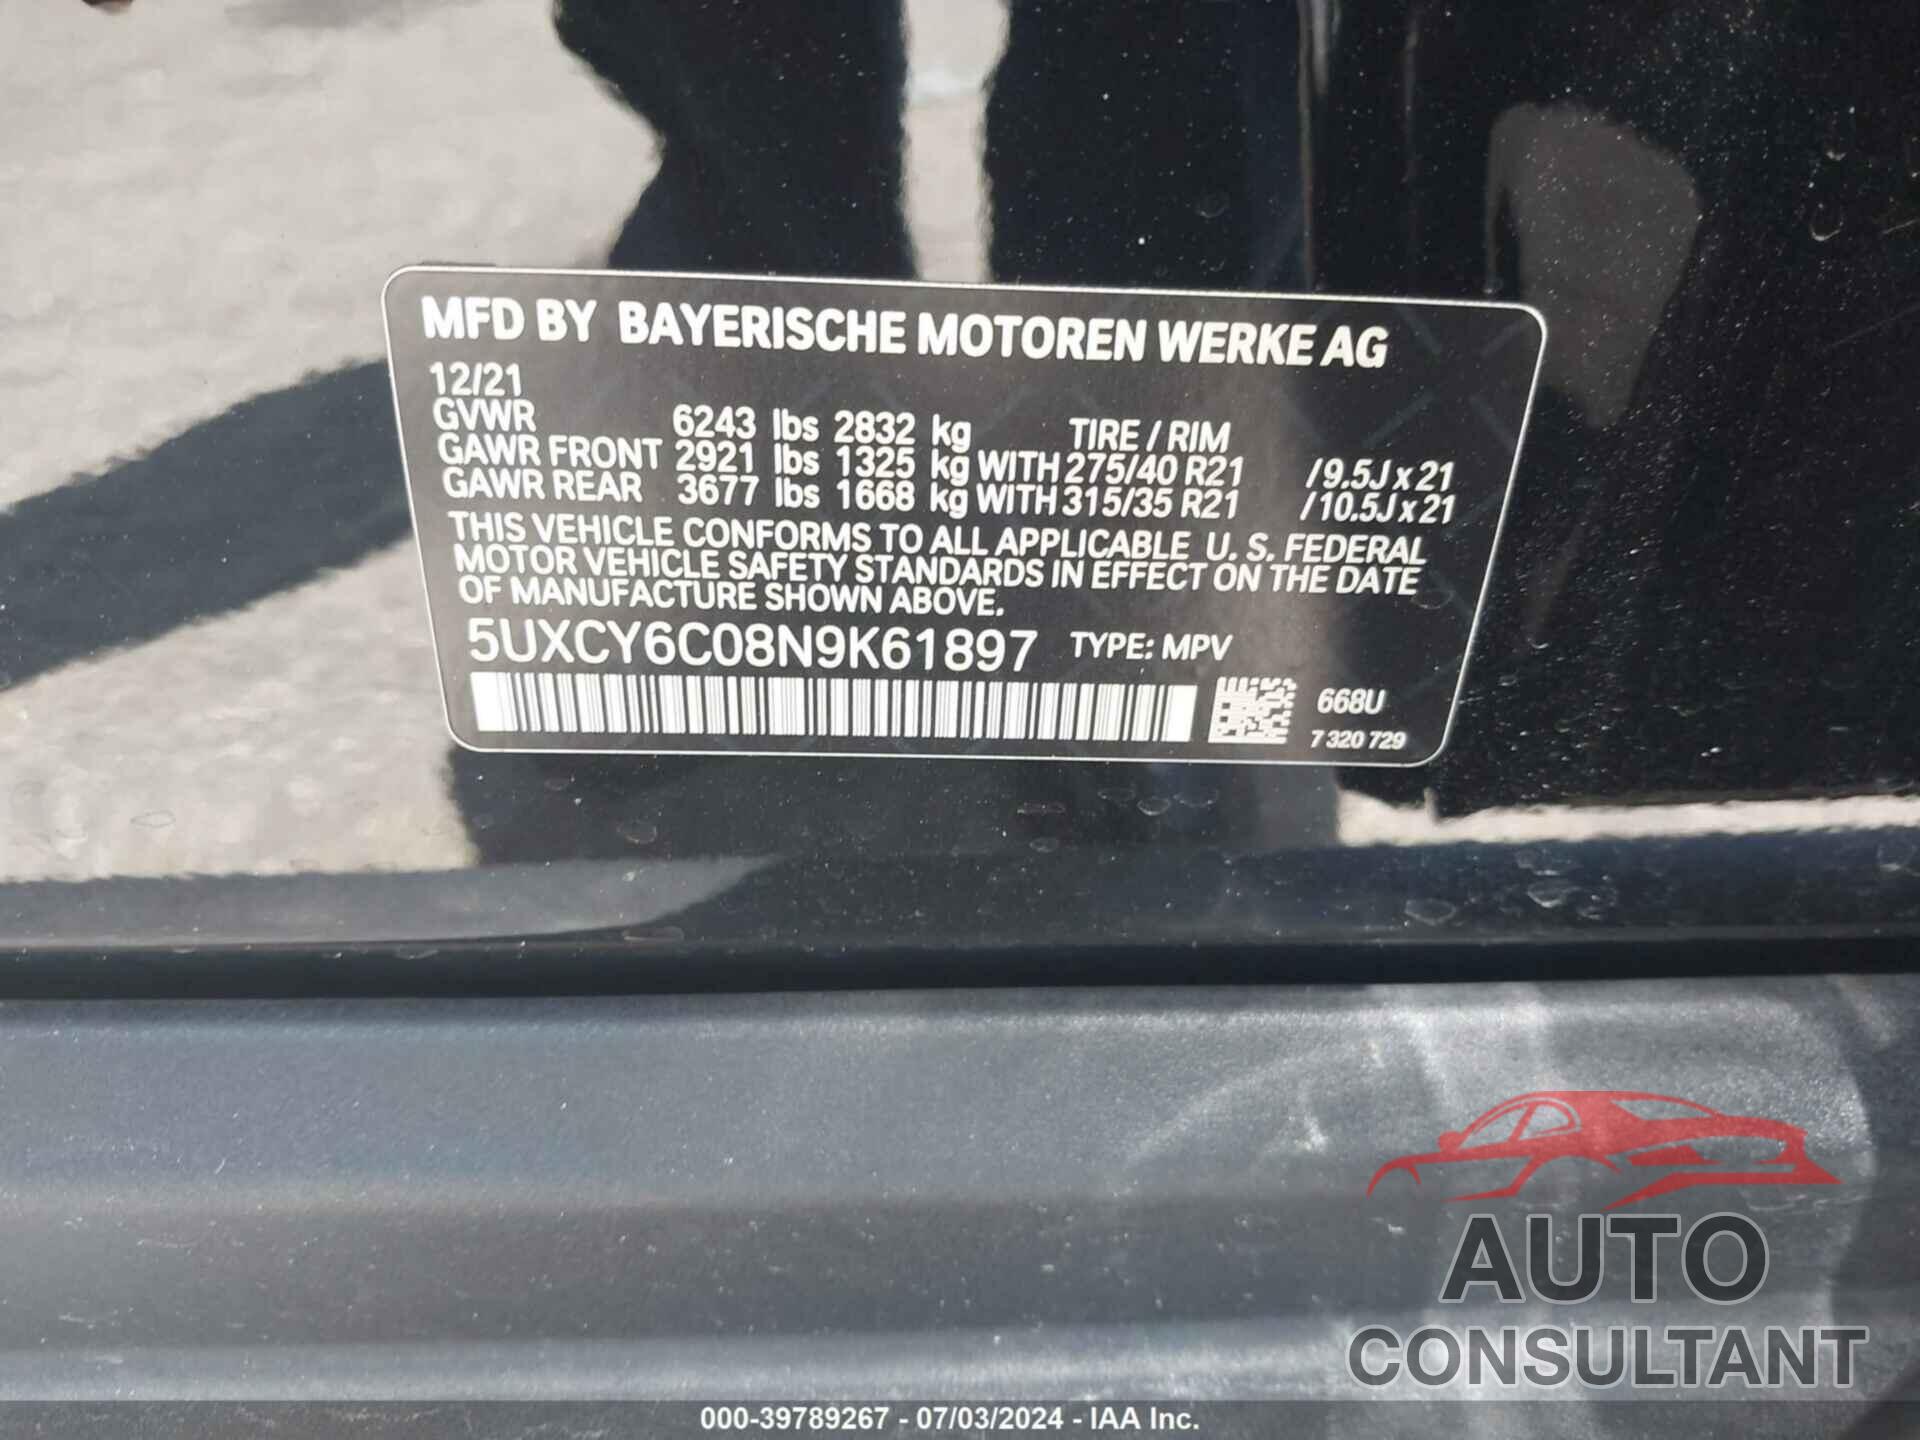 MFD BY BAYERISCHE MOTOREN WERKE AG
12/21
GVWR 6243 lbs 2832 kg TIRE / RIM
GAWR FRONT 2921 lbs 1325 kg WITH 275/40 R21 /9.5J x 21
GAWR REAR 3677 lbs 1668 kg WITH 315/35 R21 /10.5J x 21
THIS VEHICLE CONFORMS TO ALL APPLICABLE U. S. FEDERAL
MOTOR VEHICLE SAFETY STANDARDS IN EFFECT ON THE DATE
OF MANUFACTURE SHOWN ABOVE.
5UXCY6C08N9K61897 TYPE: MPV
668U
7 320 729
AUTO
CONSULTANT
000-39789267 - 07/03/2024 - IAA Inc.